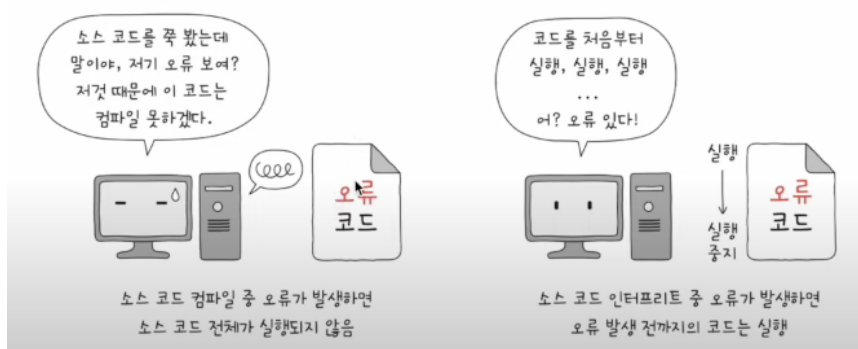 소스 코드를 쭉 봤는데
말이야, 저기 오류 보여?
저것 때문에 이 코드는
컴파일 못하겠다.
오류
코드
소스 코드 컴파일 중 오류가 발생하면
소스 코드 전체가 실행되지 않음
코드를 처음부터
실행, 실행, 실행
...
어? 오류 있다!
실행
실행
중지
오류
코드
소스 코드 인터프리트 중 오류가 발생하면
오류 발생 전까지의 코드는 실행